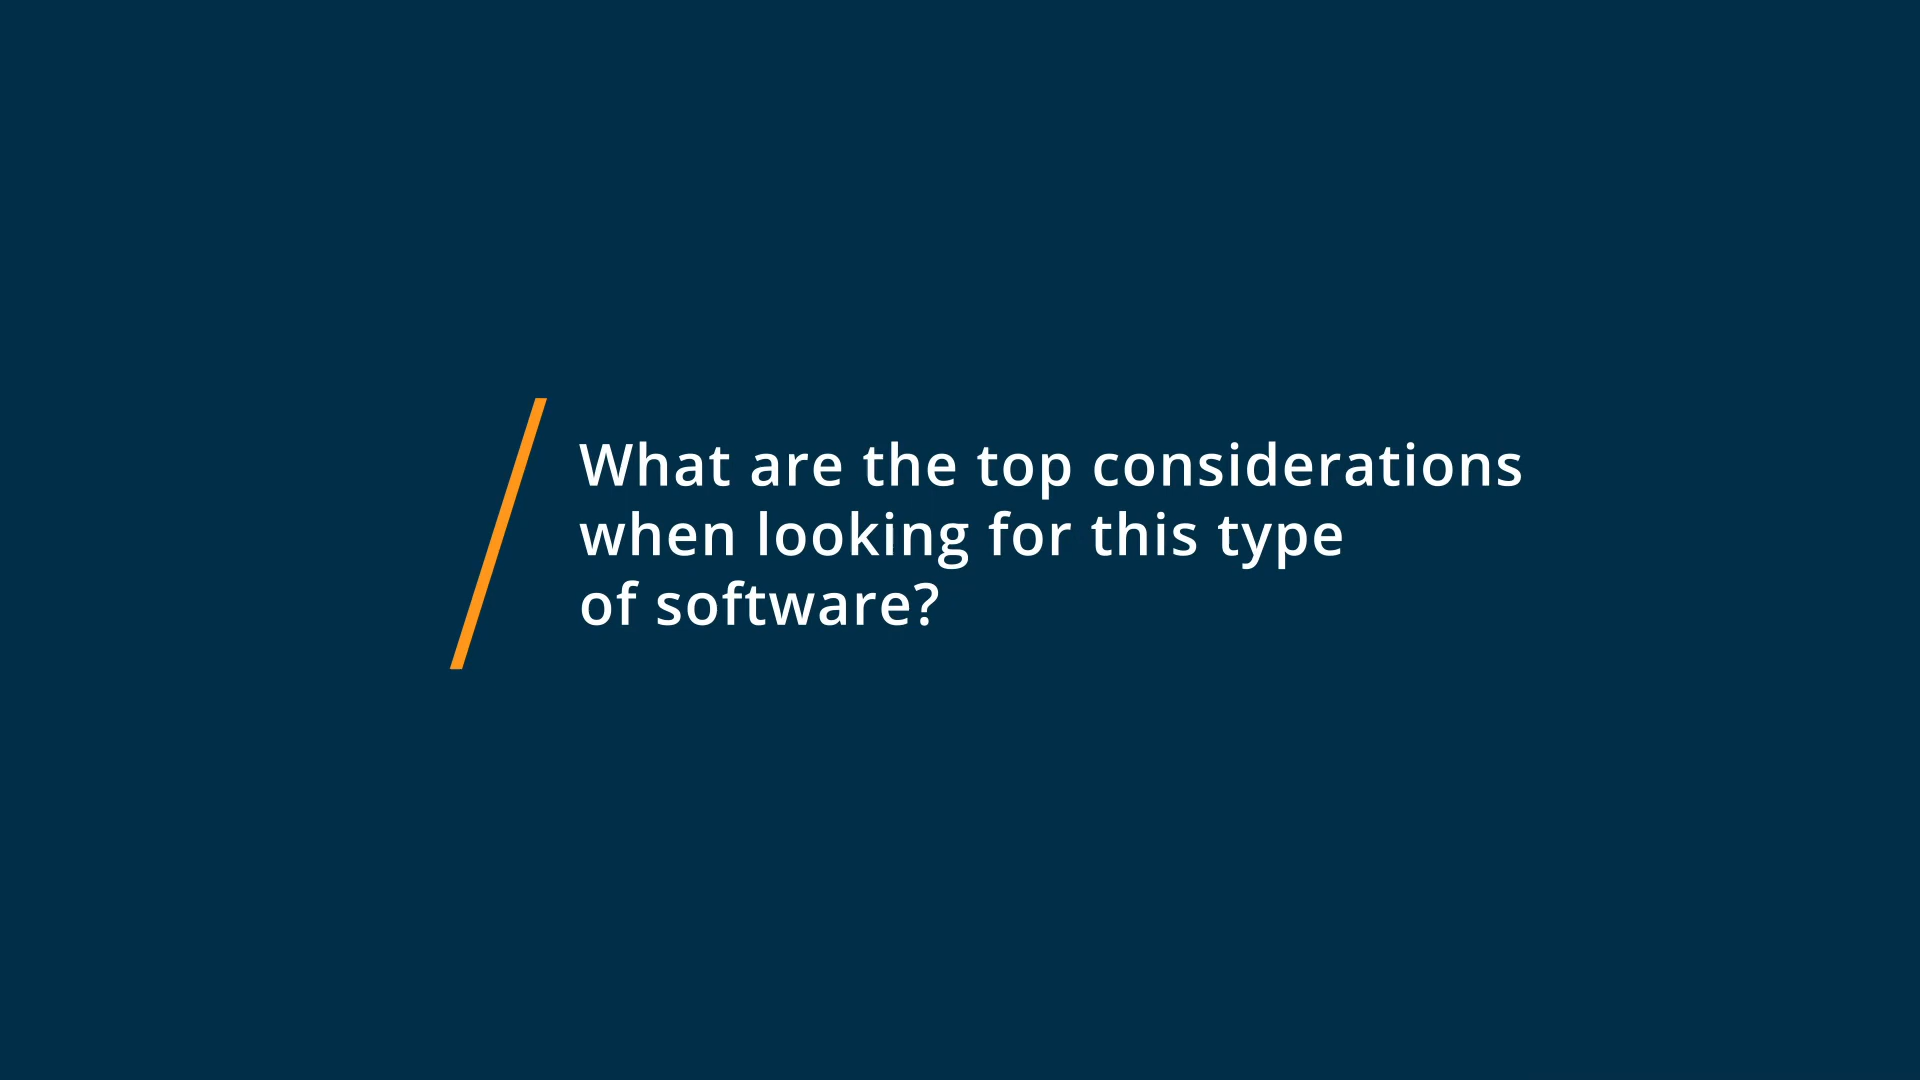 What are the top considerations
when looking for this type
of software?